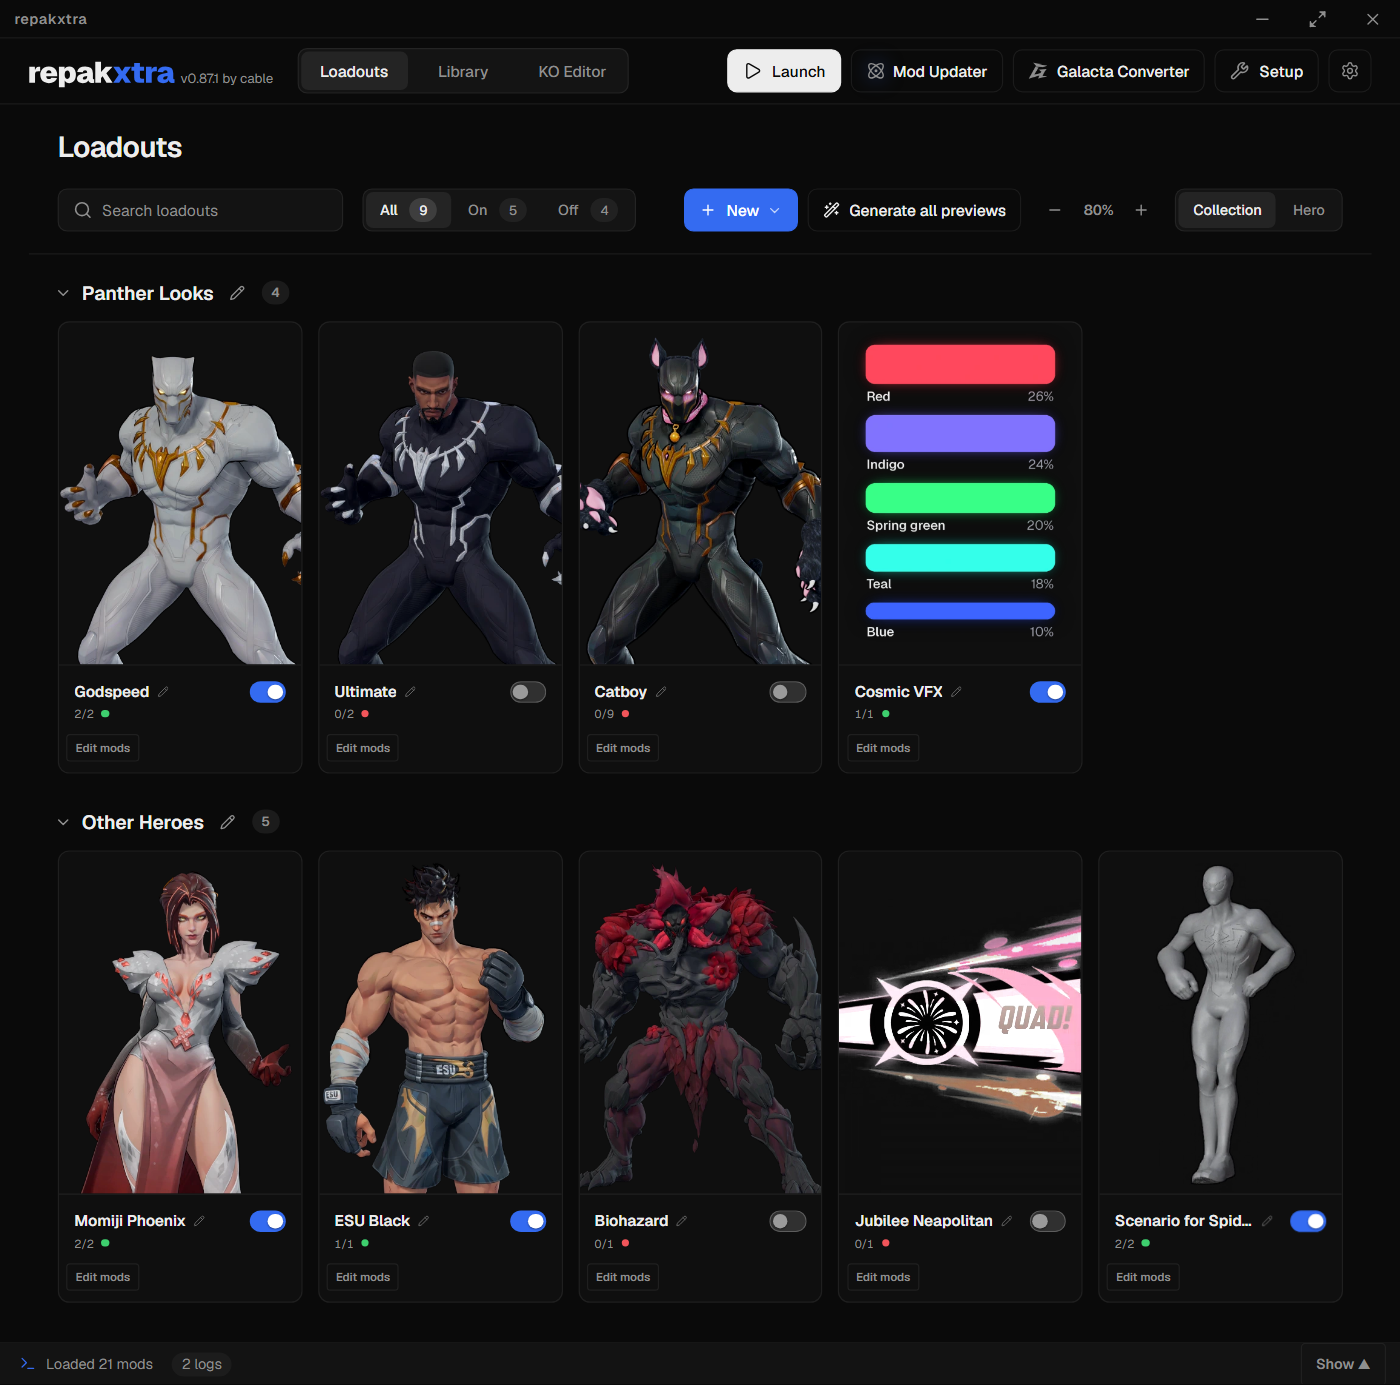 repakxtra
repakxtra v0.87.1 by cable
Loadouts
Library
KO Editor
Launch
Mod Updater
Galacta Converter
Setup
Loadouts
Search loadouts
All 9
On 5
Off 4
+ New
Generate all previews
− 80% +
Collection
Hero
Panther Looks 4
Red 26%
Indigo 24%
Spring green 20%
Teal 18%
Blue 10%
Godspeed
2/2
Edit mods
Ultimate
0/2
Edit mods
Catboy
0/9
Edit mods
Cosmic VFX
1/1
Edit mods
Other Heroes 5
ESU
ESU
QUAD!
Momiji Phoenix
2/2
Edit mods
ESU Black
1/1
Edit mods
Biohazard
0/1
Edit mods
Jubilee Neapolitan
0/1
Edit mods
Scenario for Spid...
2/2
Edit mods
Loaded 21 mods
2 logs
Show ▲